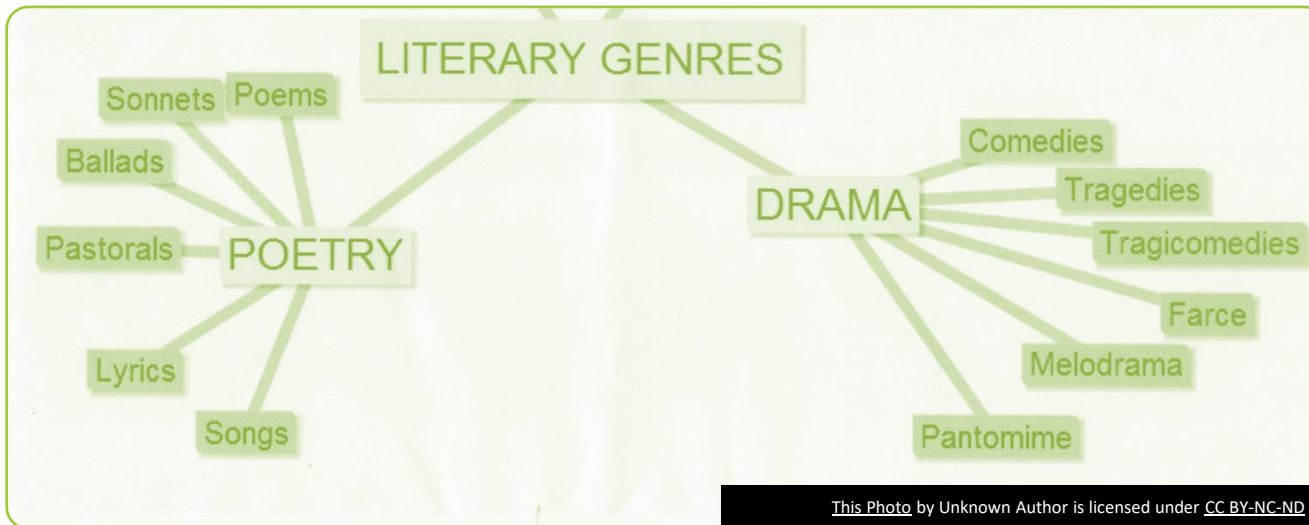 LITERARY GENRES
Sonnets
Poems
Ballads
Pastorals
POETRY
Lyrics
Songs
DRAMA
Comedies
Tragedies
Tragicomedies
Farce
Melodrama
Pantomime
This Photo by Unknown Author is licensed under CC BY-NC-ND